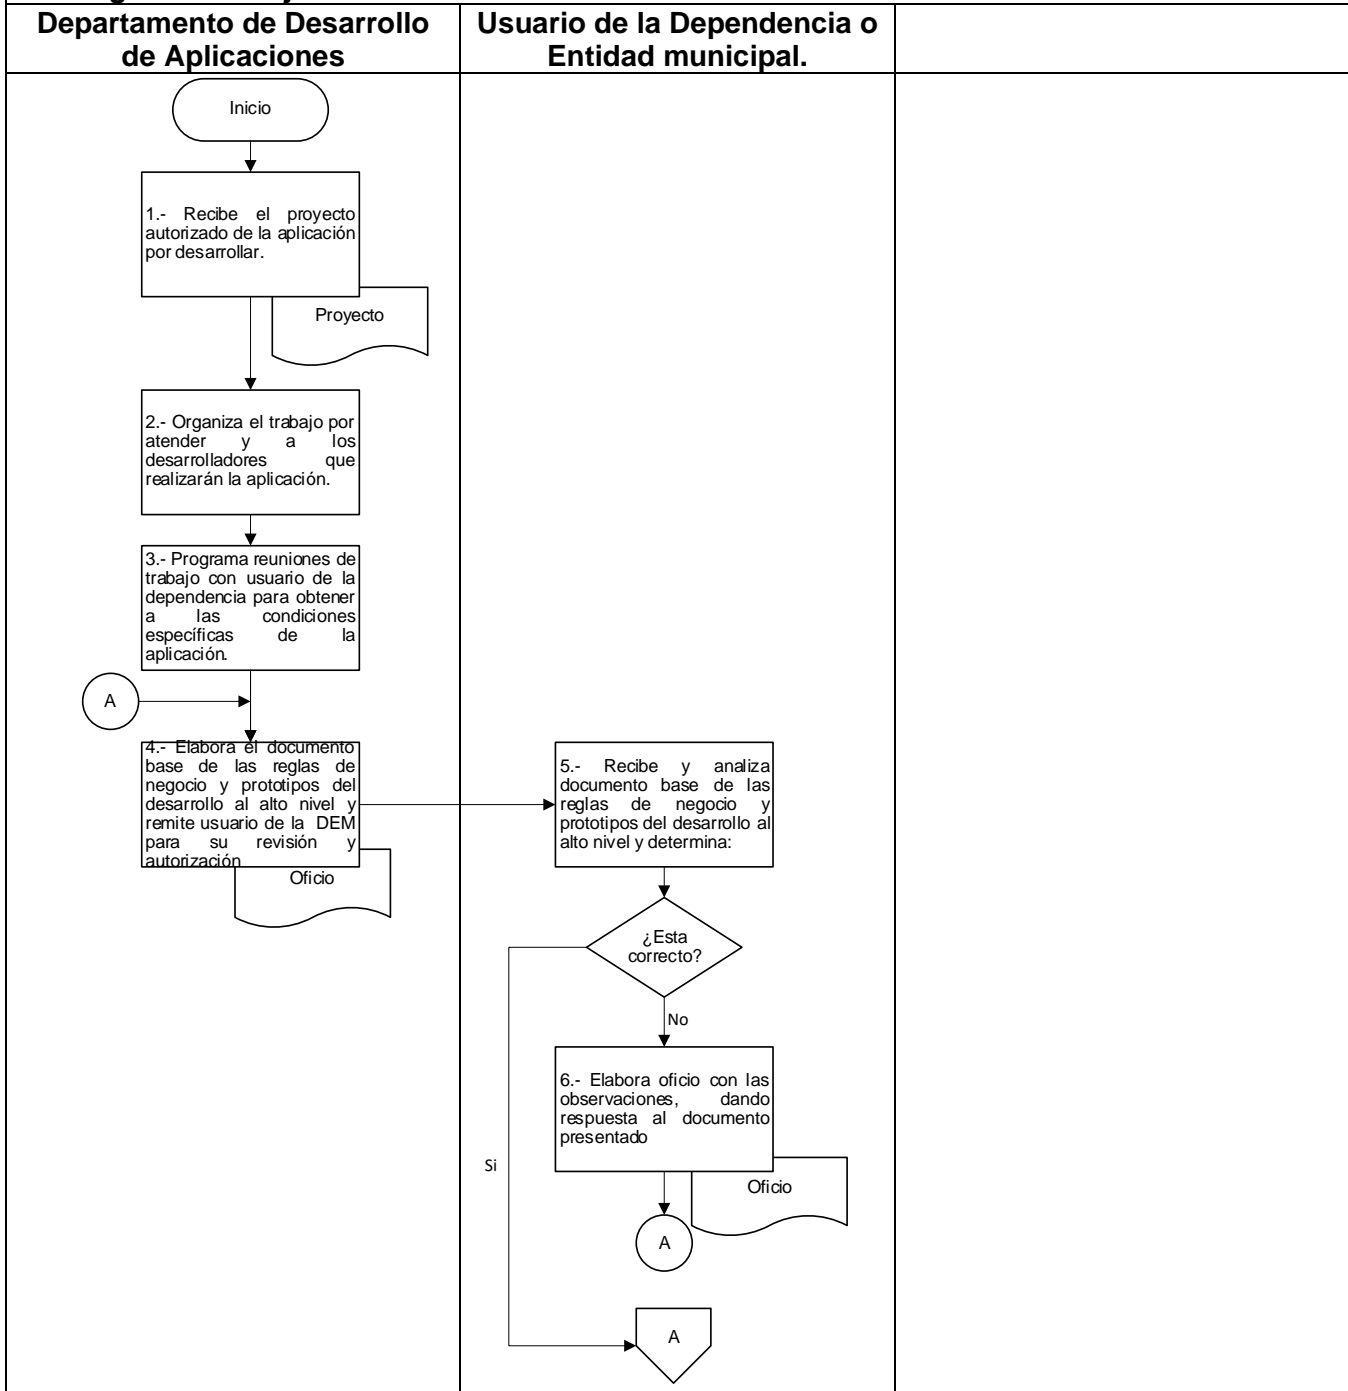 Departamento de Desarrollo
de Aplicaciones
Usuario de la Dependencia o
Entidad municipal.
Inicio
1.- Recibe el proyecto
autorizado de la aplicación
por desarrollar.
Proyecto
2.- Organiza el trabajo por
atender y a los
desarrolladores que
realizarán la aplicación.
3.- Programa reuniones de
trabajo con usuario de la
dependencia para obtener
a las condiciones
específicas de la
aplicación.
A
4.- Elabora el documento
base de las reglas de
negocio y prototipos del
desarrollo al alto nivel y
remite usuario de la DEM
para su revisión y
autorización
Oficio
5.- Recibe y analiza
documento base de las
reglas de negocio y
prototipos del desarrollo al
alto nivel y determina:
¿Esta
correcto?
No
6.- Elabora oficio con las
observaciones, dando
respuesta al documento
presentado
Si
Oficio
A
A